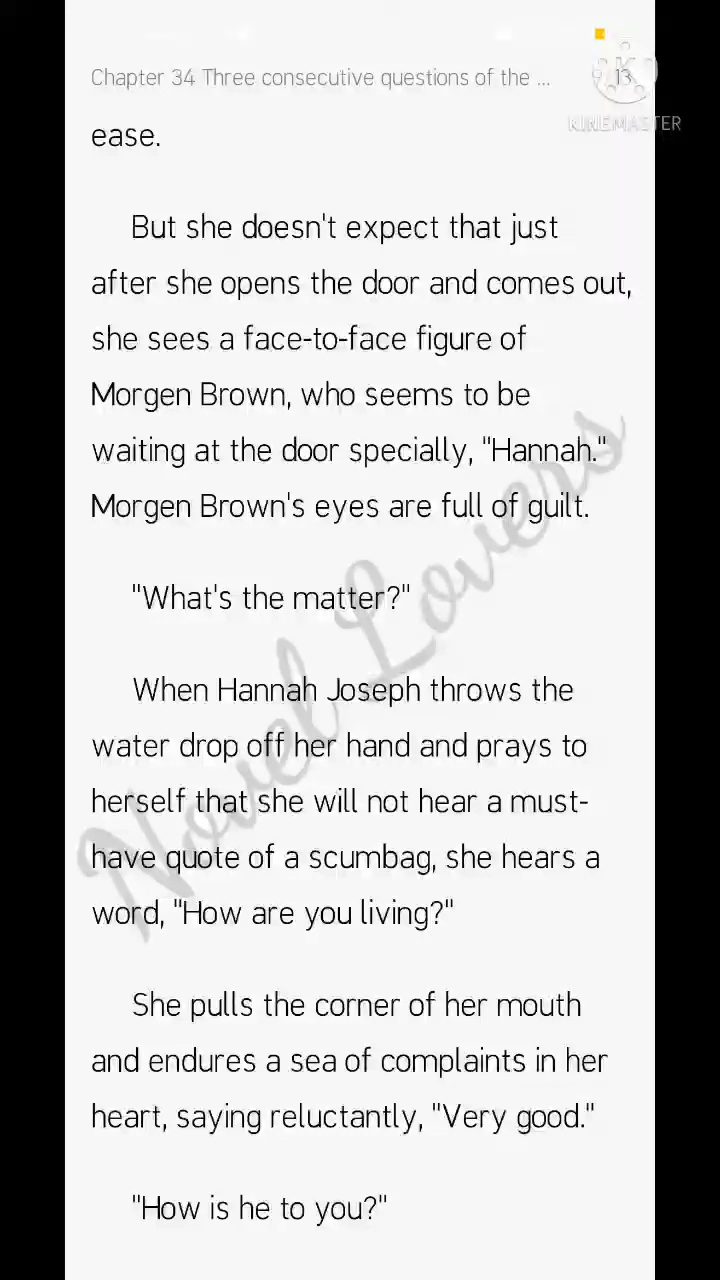 Chapter 34 Three consecutive questions of the ...
13
K
KINEMASTER
ease.
But she doesn't expect that just
after she opens the door and comes out,
she sees a face-to-face figure of
Morgen Brown, who seems to be
waiting at the door specially, "Hannah."
Morgen Brown's eyes are full of guilt.
"What's the matter?"
When Hannah Joseph throws the
water drop off her hand and prays to
herself that she will not hear a must-
have quote of a scumbag, she hears a
word, "How are you living?"
She pulls the corner of her mouth
and endures a sea of complaints in her
heart, saying reluctantly, "Very good."
"How is he to you?"
Novel Lovers